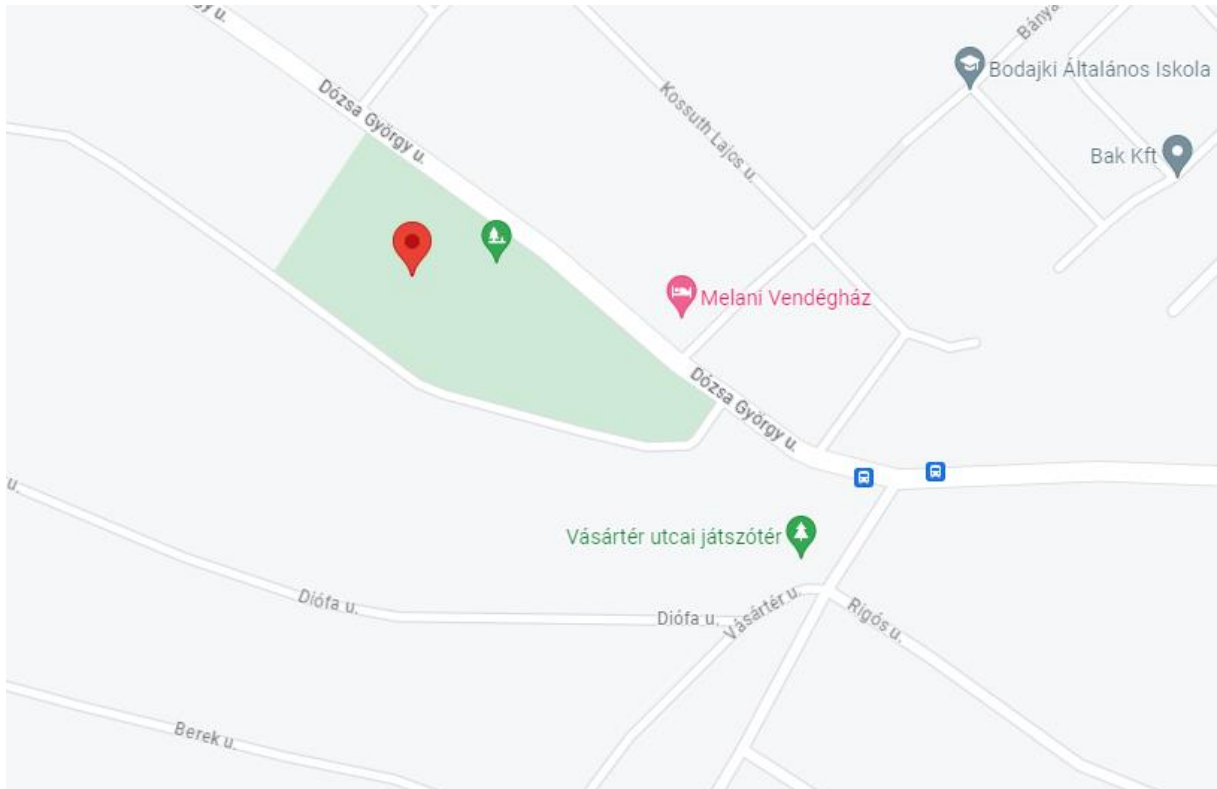 Dózsa György u.
Kossuth Lajos u.
Bodajki Általános Iskola
Bak Kft
Melani Vendégház
Dózsa György u.
Vásártér utcai játszótér
Diófa u.
Diófa u.
Vásártér u.
Rigós u.
Berek u.